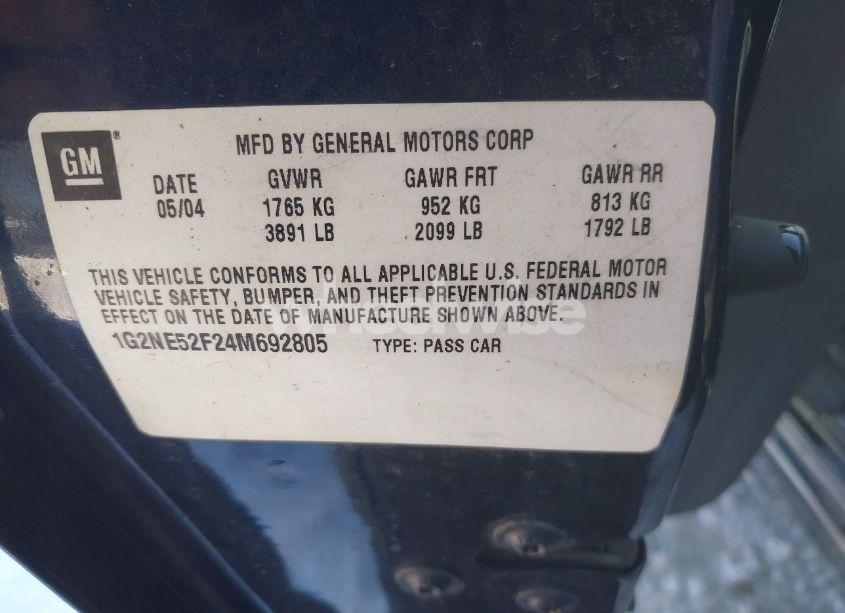 GM
MFD BY GENERAL MOTORS CORP
DATE GVWR GAWR FRT GAWR RR
05/04 1765 KG 952 KG 813 KG
3891 LB 2099 LB 1792 LB
THIS VEHICLE CONFORMS TO ALL APPLICABLE U.S. FEDERAL MOTOR
VEHICLE SAFETY, BUMPER, AND THEFT PREVENTION STANDARDS IN
EFFECT ON THE DATE OF MANUFACTURE SHOWN ABOVE.
1G2NE52F24M692805 TYPE: PASS CAR